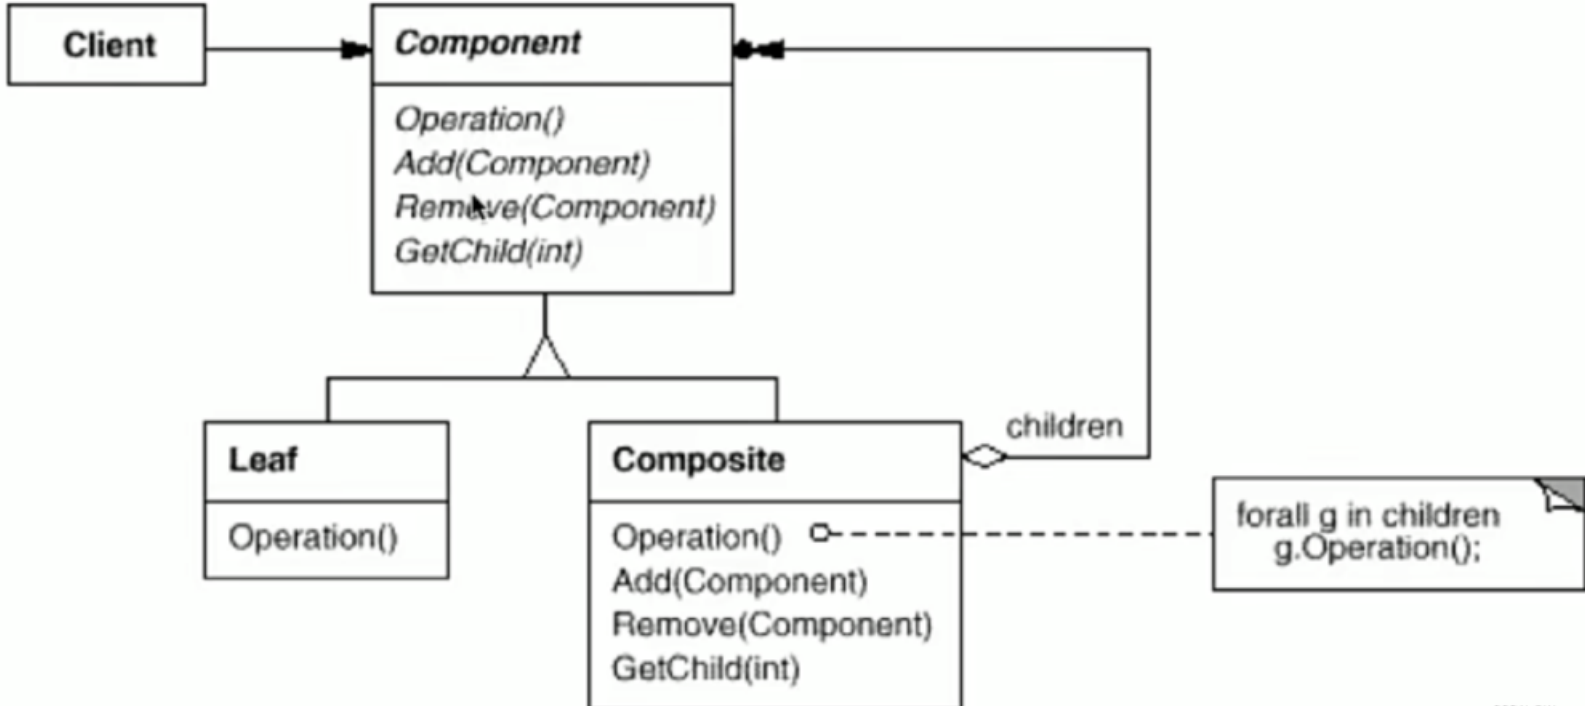 Client
Component
Operation()
Add(Component)
Remove(Component)
GetChild(int)
Leaf
Operation()
Composite
Operation()
Add(Component)
Remove(Component)
GetChild(int)
children
forall g in children
g.Operation();